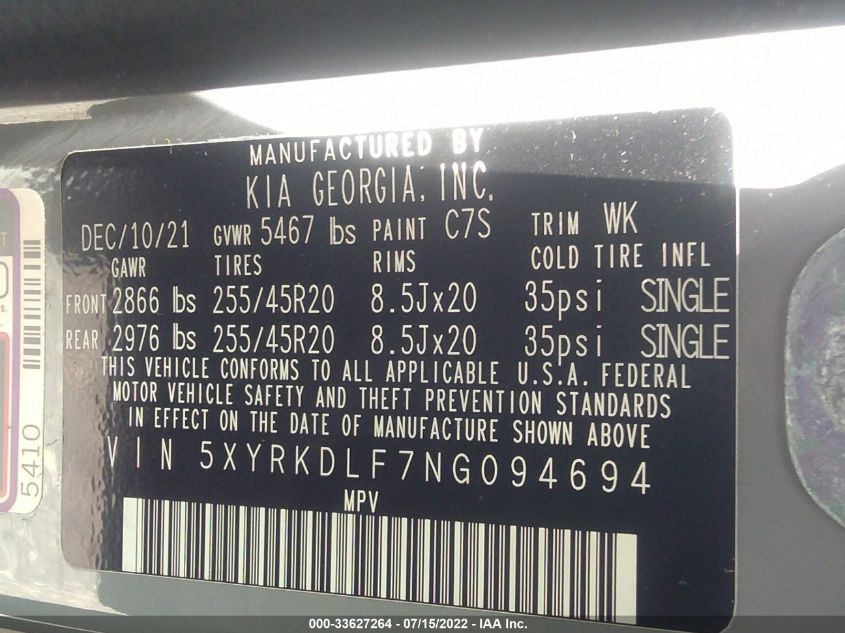 MANUFACTURED BY
KIA GEORGIA, INC.
DEC/10/21 GVWR 5467 lbs PAINT C7S TRIM WK
GAWR TIRES RIMS COLD TIRE INFL
FRONT 2866 lbs 255/45R20 8.5Jx20 35psi SINGLE
REAR 2976 lbs 255/45R20 8.5Jx20 35psi SINGLE
THIS VEHICLE CONFORMS TO ALL APPLICABLE U.S.A. FEDERAL
MOTOR VEHICLE SAFETY AND THEFT PREVENTION STANDARDS
IN EFFECT ON THE DATE OF MANUFACTURE SHOWN ABOVE
VIN 5XYRKDLF7NG094694
MPV
5410
000-33627264 - 07/15/2022 - IAA Inc.